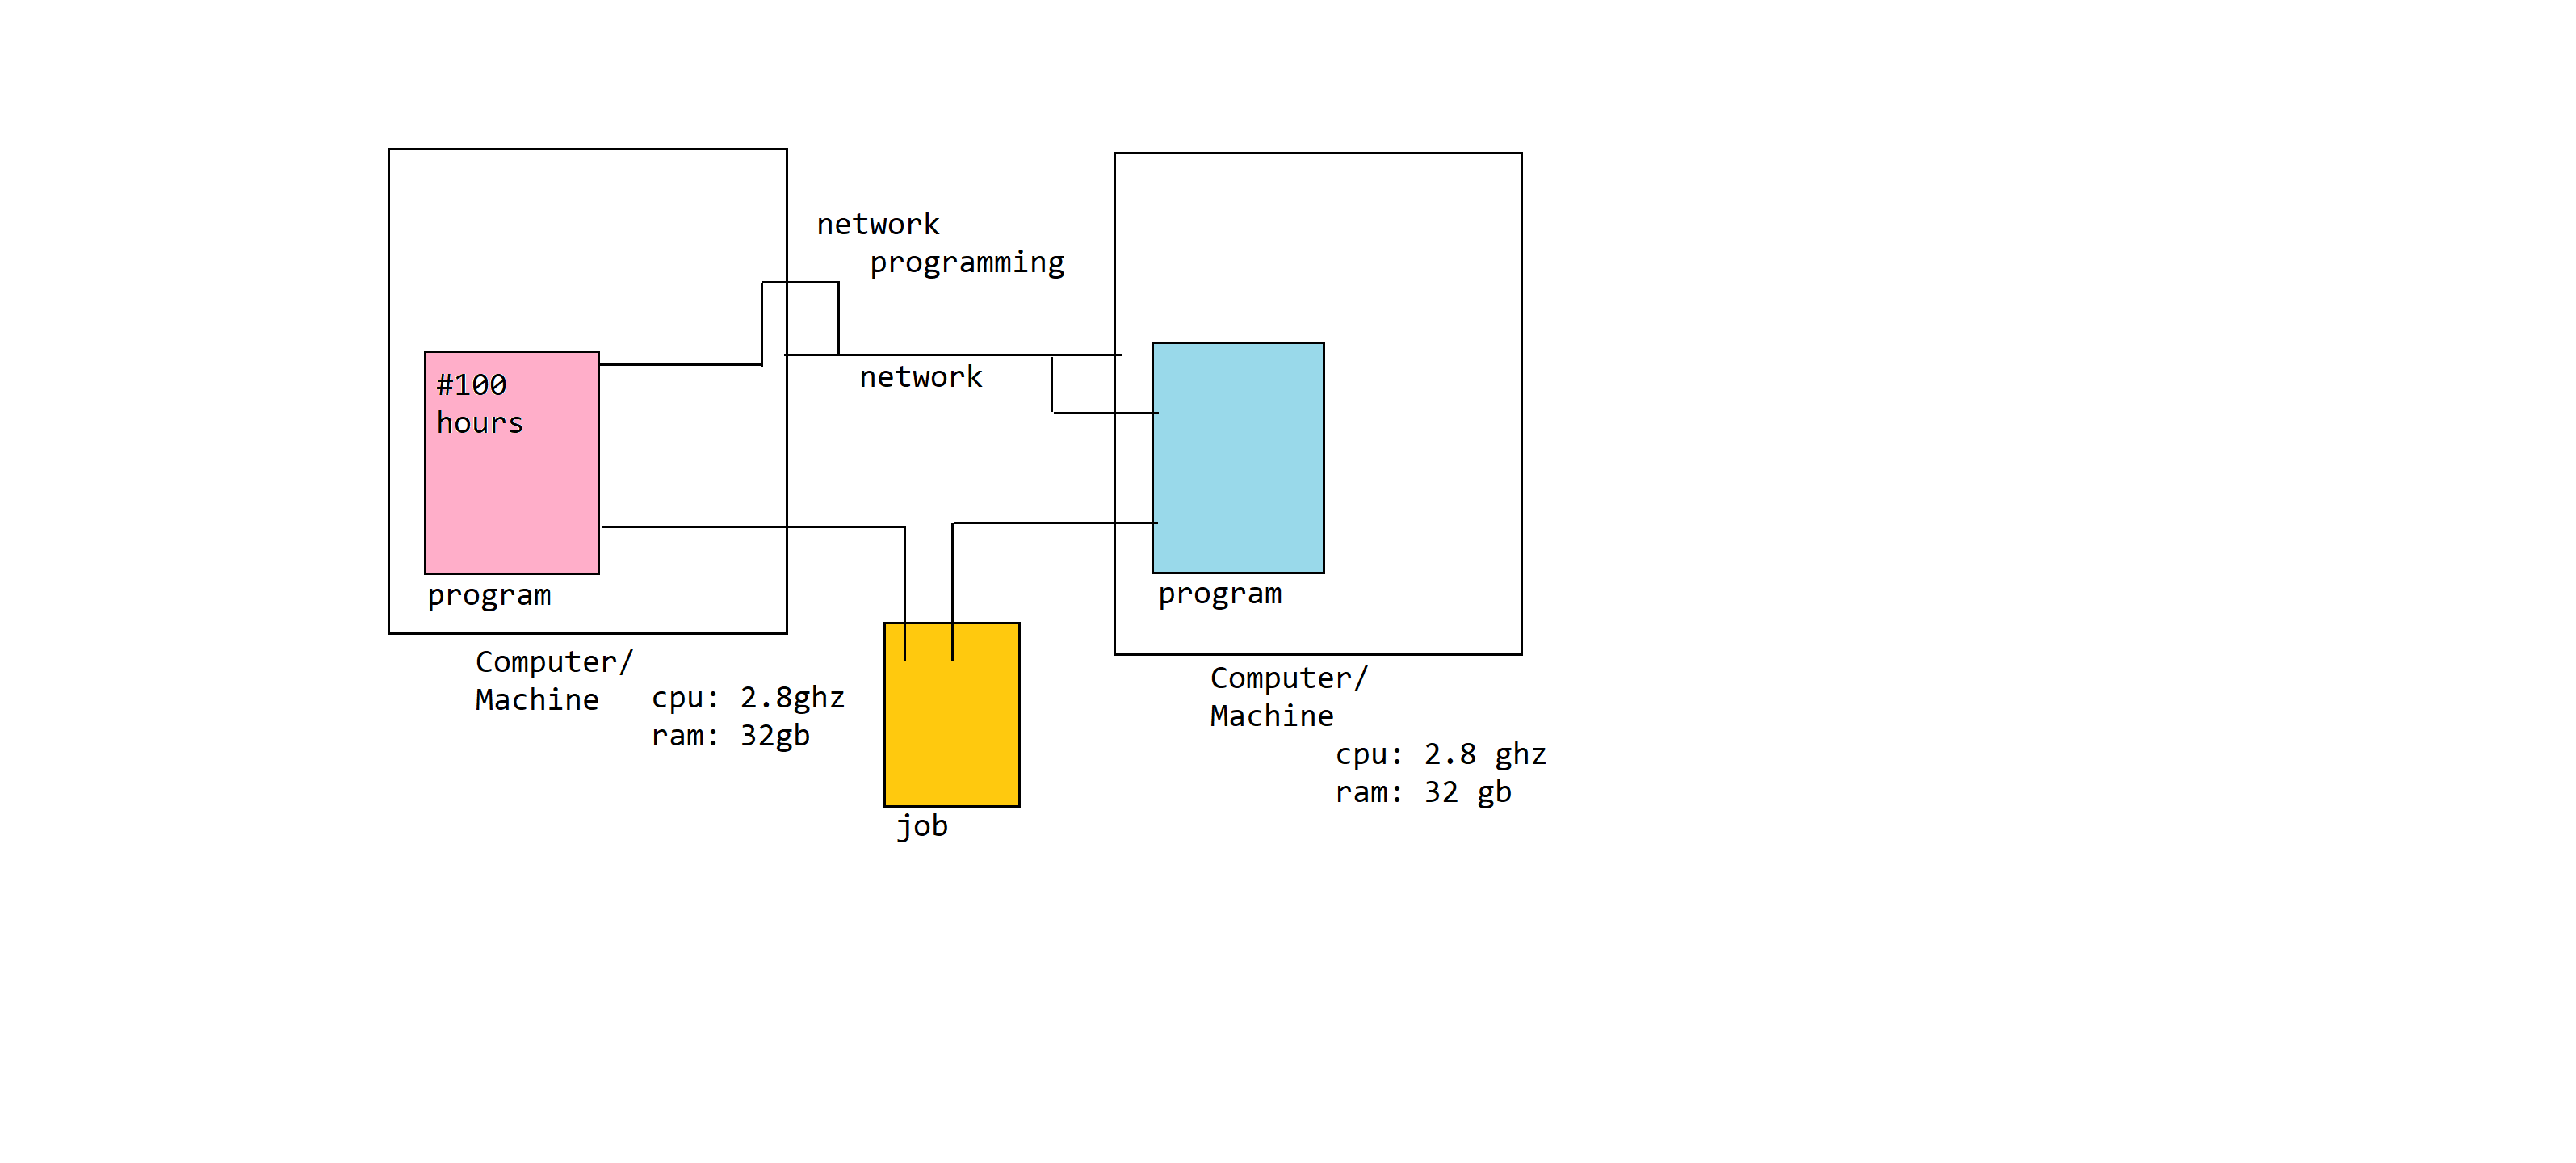 network
programming
#100
hours
network
program
program
Computer/
Machine
cpu: 2.8ghz
ram: 32gb
Computer/
Machine
cpu: 2.8 ghz
ram: 32 gb
job